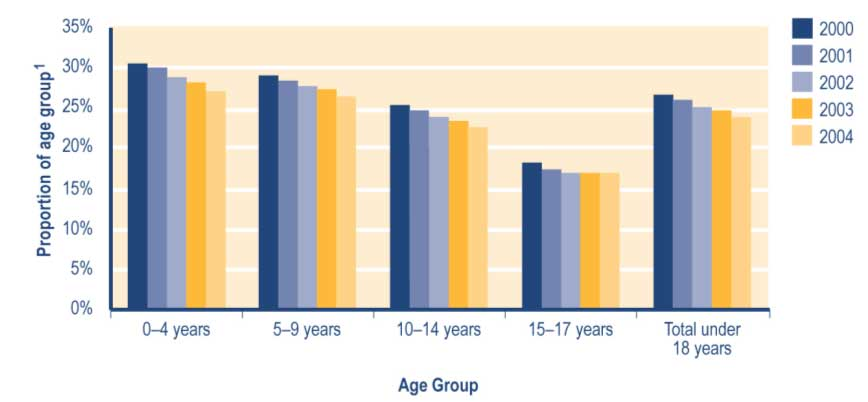 35%
30%
25%
20%
15%
10%
5%
0%
Proportion of age group¹
0–4 years
5–9 years
10–14 years
15–17 years
Total under
18 years
Age Group
2000
2001
2002
2003
2004